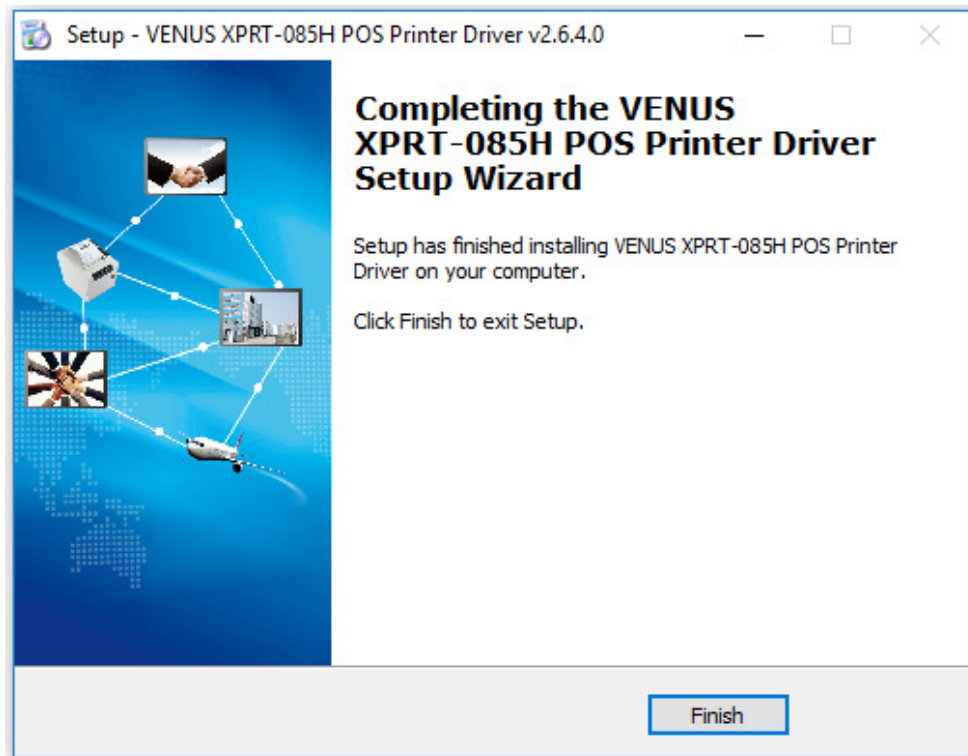 Setup - VENUS XPRT-085H POS Printer Driver v2.6.4.0
Completing the VENUS
XPRT-085H POS Printer Driver
Setup Wizard
Setup has finished installing VENUS XPRT-085H POS Printer
Driver on your computer.
Click Finish to exit Setup.
Finish